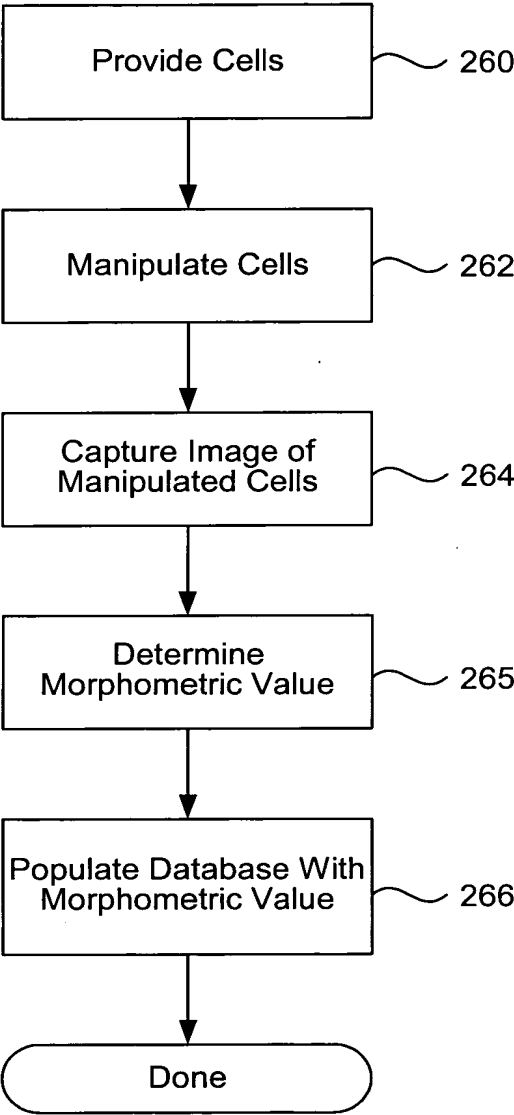 Provide Cells
260
Manipulate Cells
262
Capture Image of
Manipulated Cells
264
Determine
Morphometric Value
265
Populate Database With
Morphometric Value
266
Done